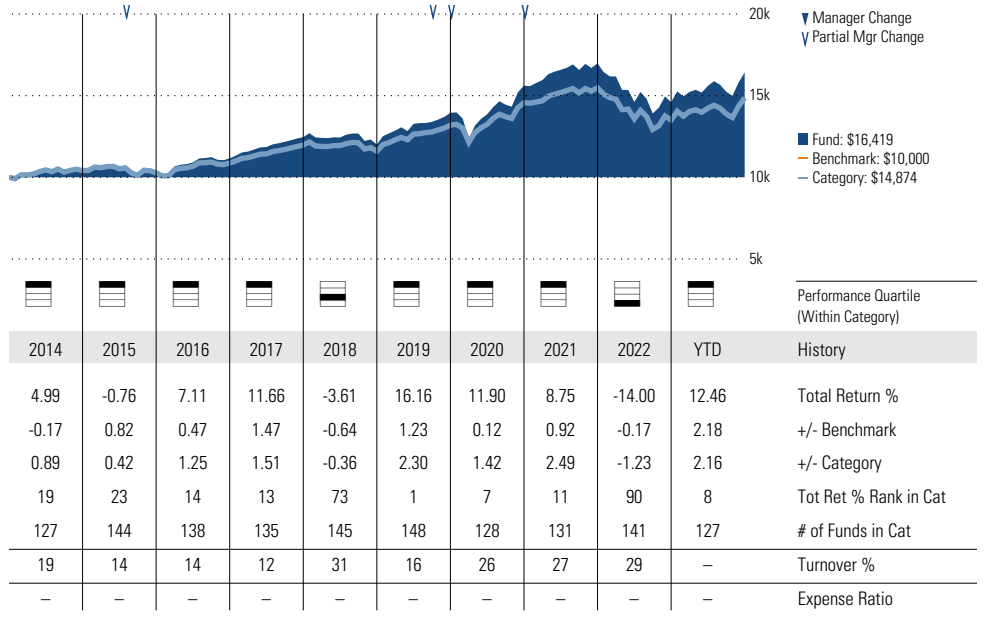 20k
Manager Change
Partial Mgr Change
15k
Fund: $16,419
Benchmark: $10,000
Category: $14,874
10k
5k
Performance Quartile
(Within Category)
2014 2015 2016 2017 2018 2019 2020 2021 2022 YTD History
4.99 -0.76 7.11 11.66 -3.61 16.16 11.90 8.75 -14.00 12.46 Total Return %
-0.17 0.82 0.47 1.47 -0.64 1.23 0.12 0.92 -0.17 2.18 +/- Benchmark
0.89 0.42 1.25 1.51 -0.36 2.30 1.42 2.49 -1.23 2.16 +/- Category
19 23 14 13 73 1 7 11 90 8 Tot Ret % Rank in Cat
127 144 138 135 145 148 128 131 141 127 # of Funds in Cat
19 14 14 12 31 16 26 27 29 – Turnover %
– – – – – – – – – – Expense Ratio